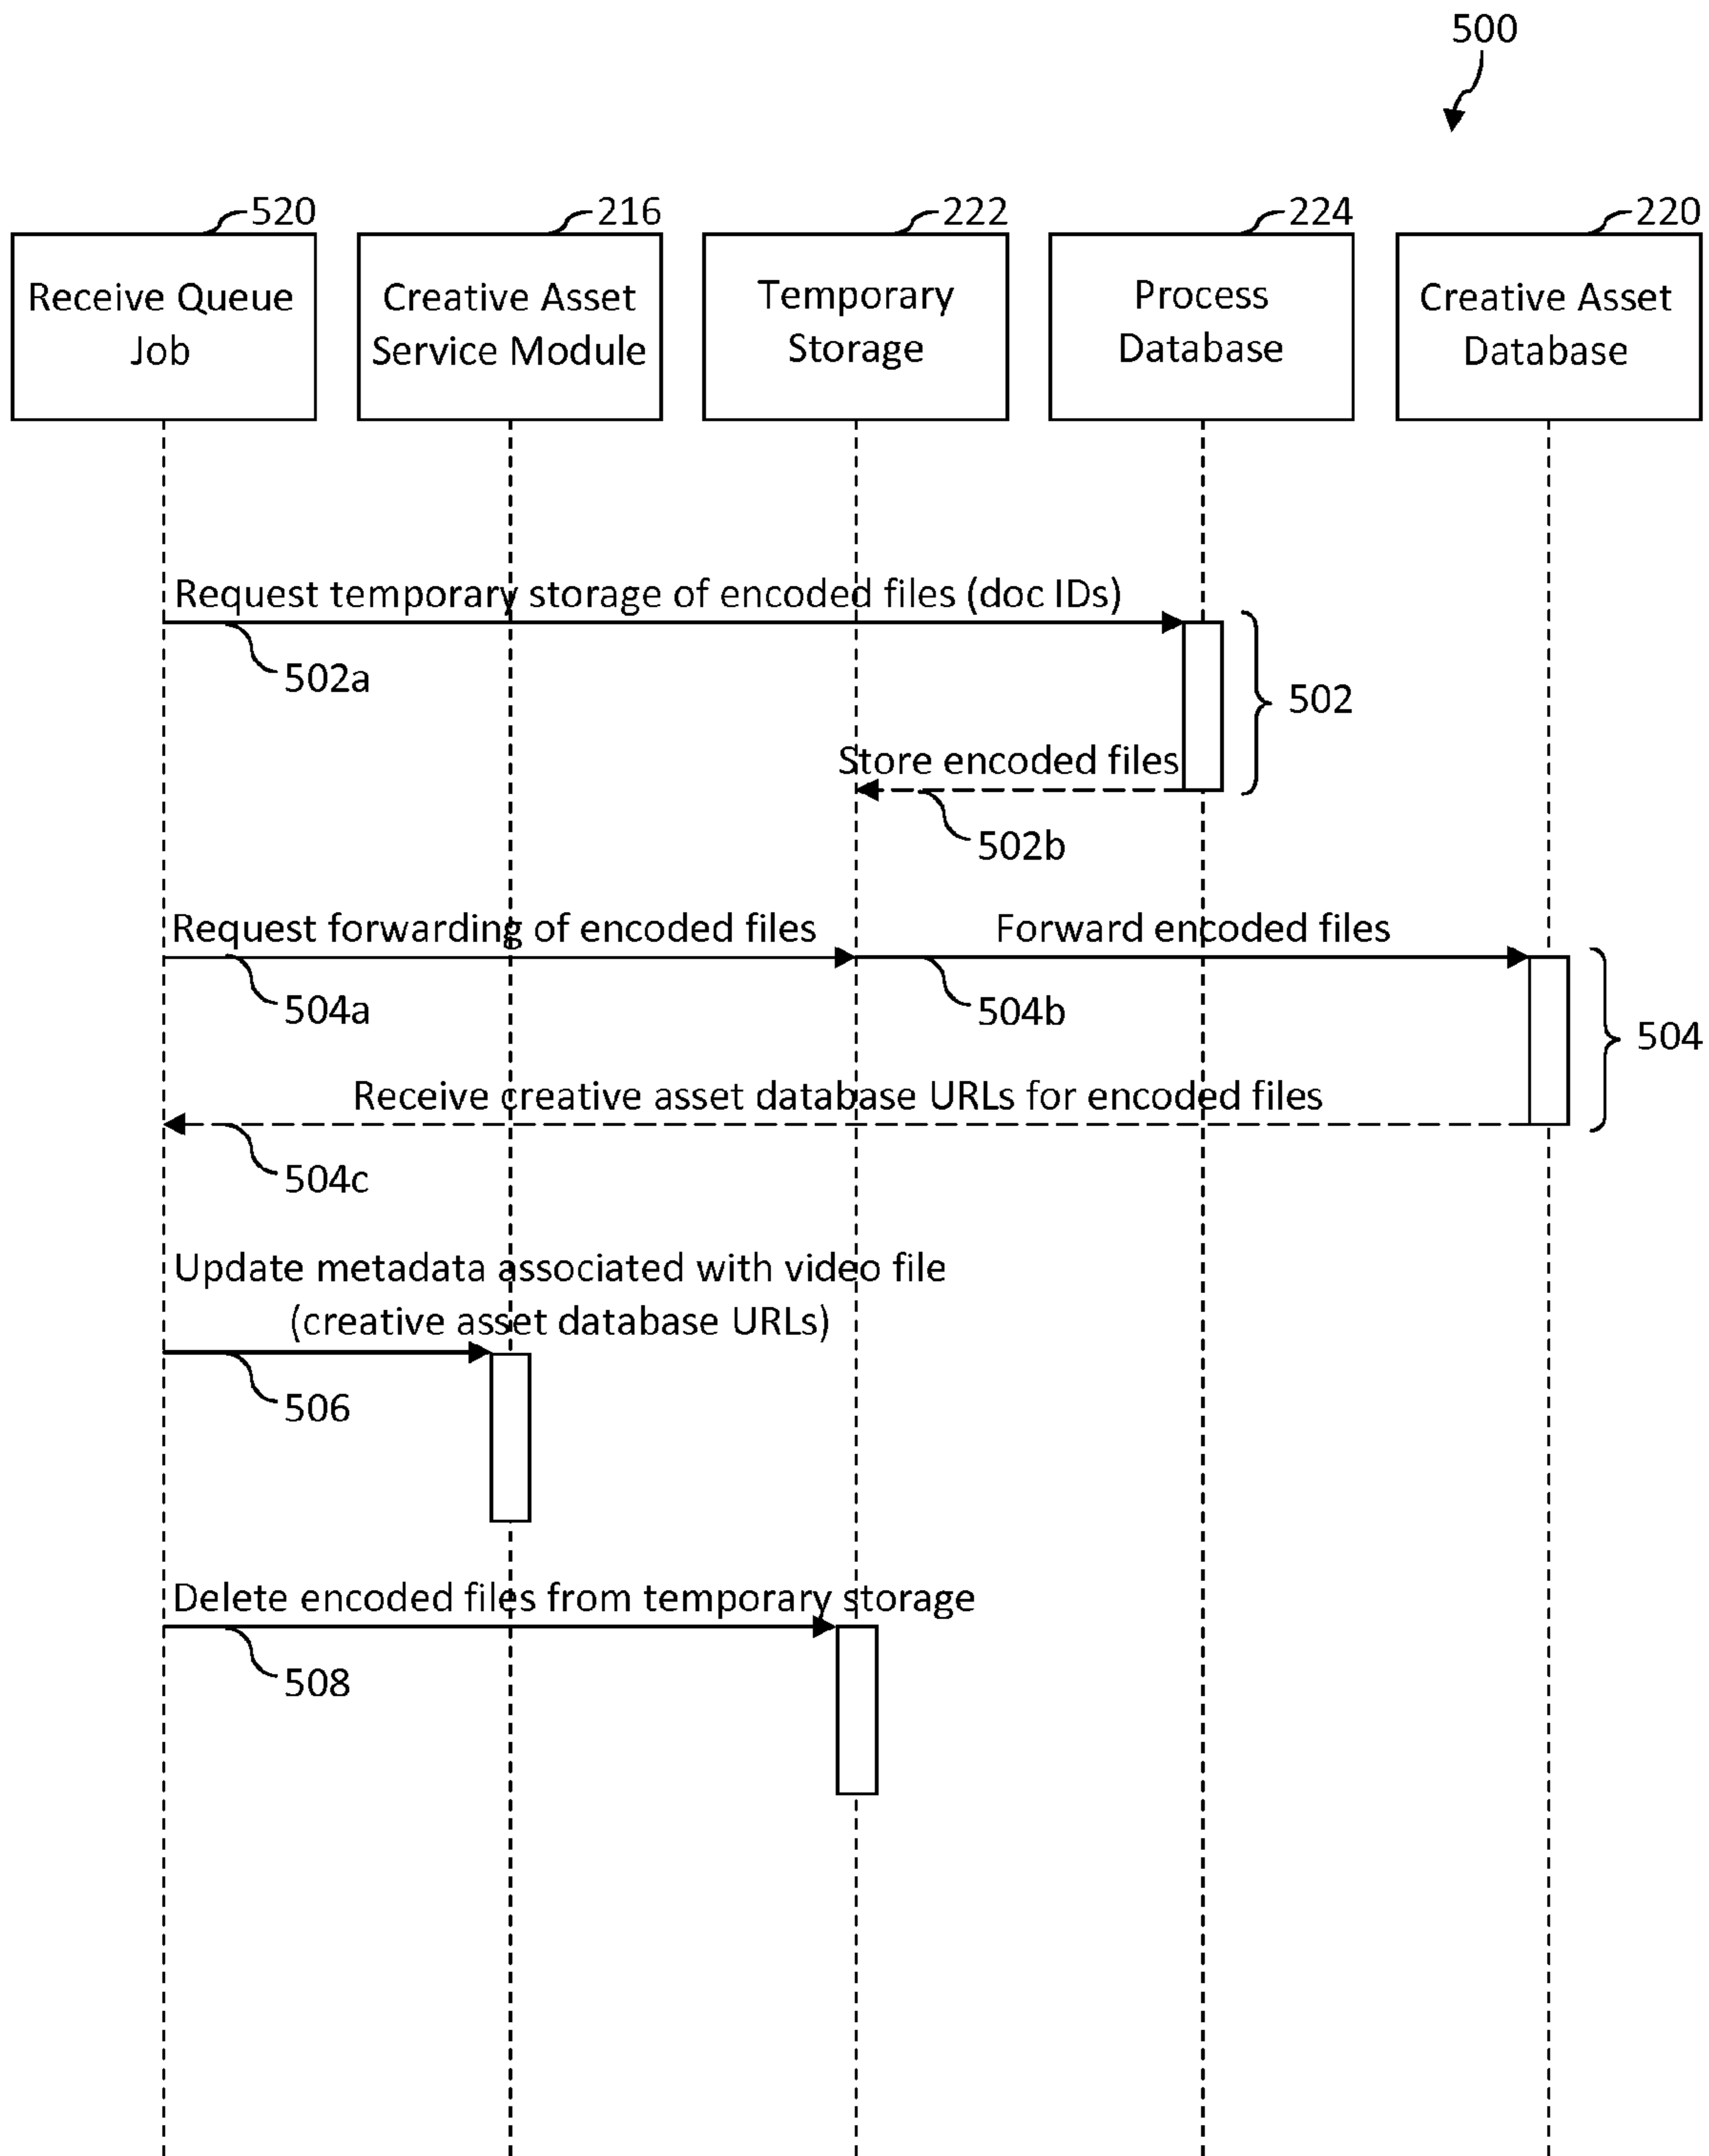 500
520
216
222
224
220
Receive Queue
Job
Creative Asset
Service Module
Temporary
Storage
Process
Database
Creative Asset
Database
Request temporary storage of encoded files (doc IDs)
502a
502
Store encoded files
502b
Request forwarding of encoded files
Forward encoded files
504a
504b
504
Receive creative asset database URLs for encoded files
504c
Update metadata associated with video file
(creative asset database URLs)
506
Delete encoded files from temporary storage
508